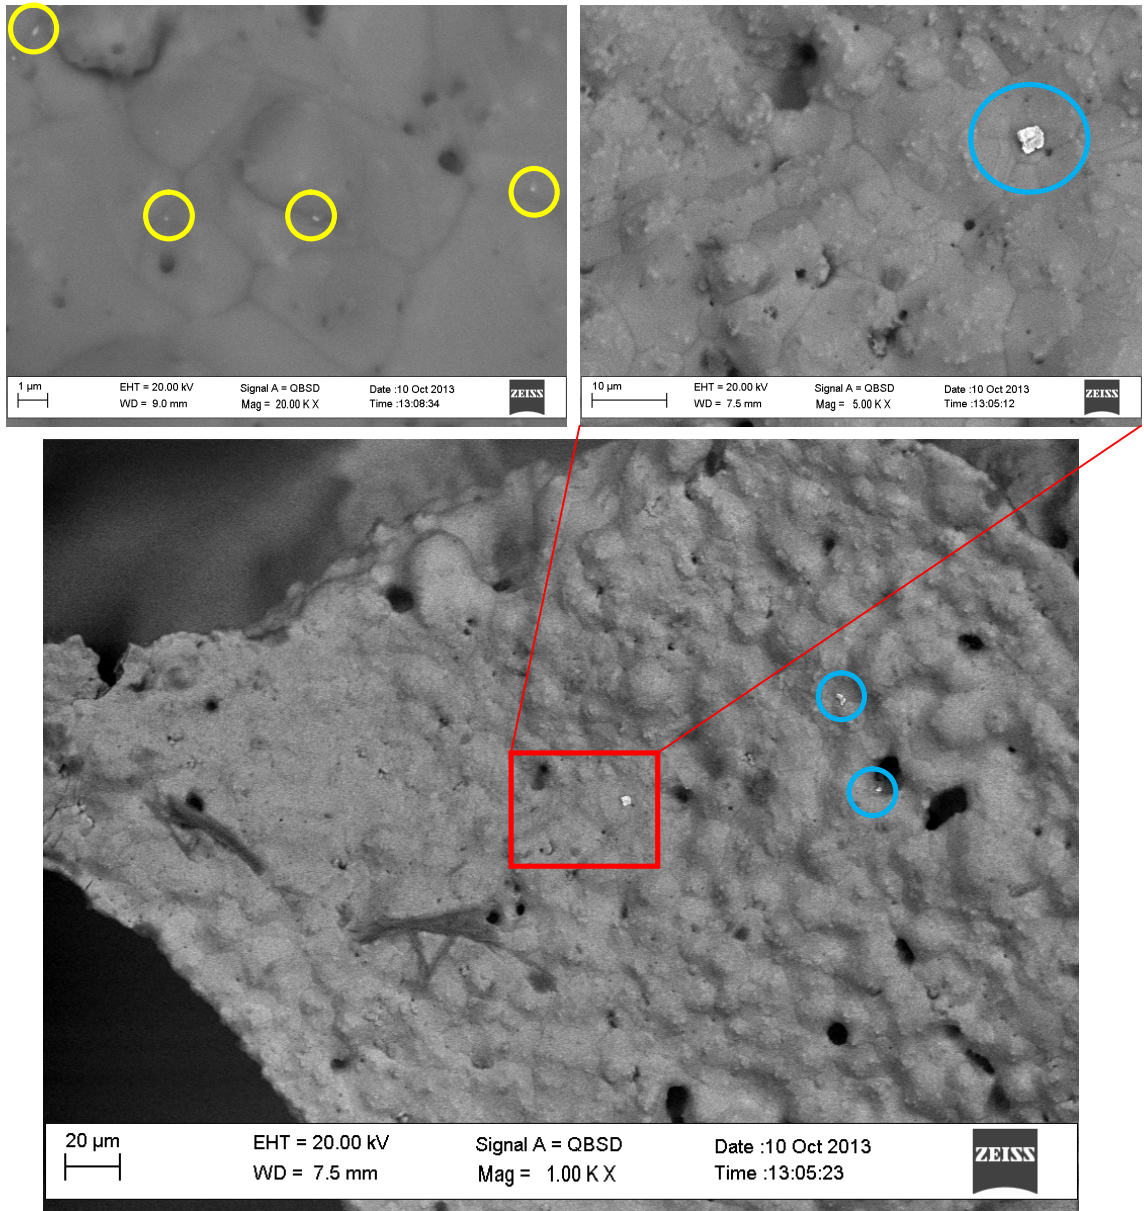 1 µm EHT = 20.00 kV Signal A = QBSD Date :10 Oct 2013 ZEISS
WD = 9.0 mm Mag = 20.00 K X Time :13:08:34
10 µm EHT = 20.00 kV Signal A = QBSD Date :10 Oct 2013 ZEISS
WD = 7.5 mm Mag = 5.00 K X Time :13:05:12
20 µm EHT = 20.00 kV Signal A = QBSD Date :10 Oct 2013 ZEISS
WD = 7.5 mm Mag = 1.00 K X Time :13:05:23